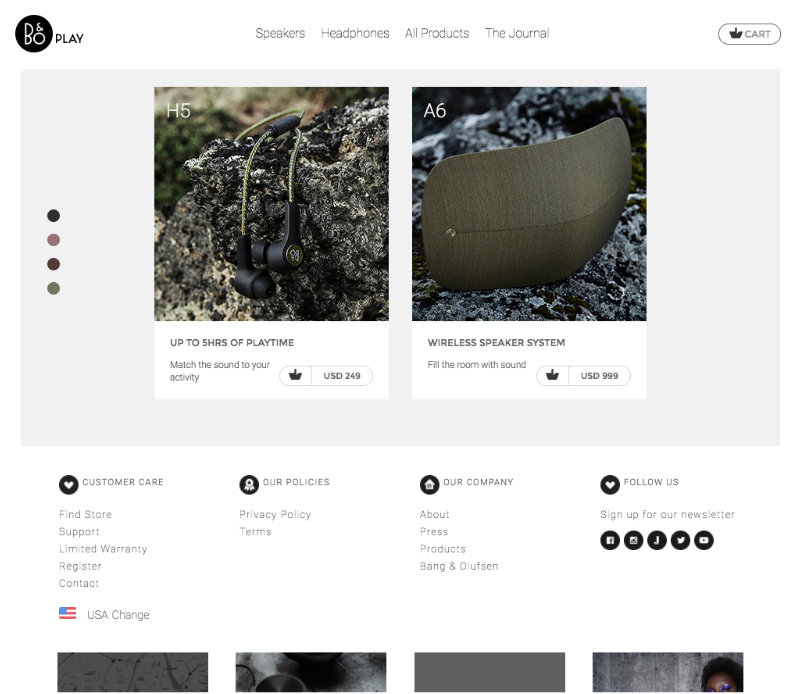 B&O PLAY
Speakers Headphones All Products The Journal
CART
H5
A6
UP TO 5HRS OF PLAYTIME
Match the sound to your
activity
USD 249
WIRELESS SPEAKER SYSTEM
Fill the room with sound
USD 999
CUSTOMER CARE
Find Store
Support
Limited Warranty
Register
Contact
USA Change
OUR POLICIES
Privacy Policy
Terms
OUR COMPANY
About
Press
Products
Bang & Olufsen
FOLLOW US
Sign up for our newsletter